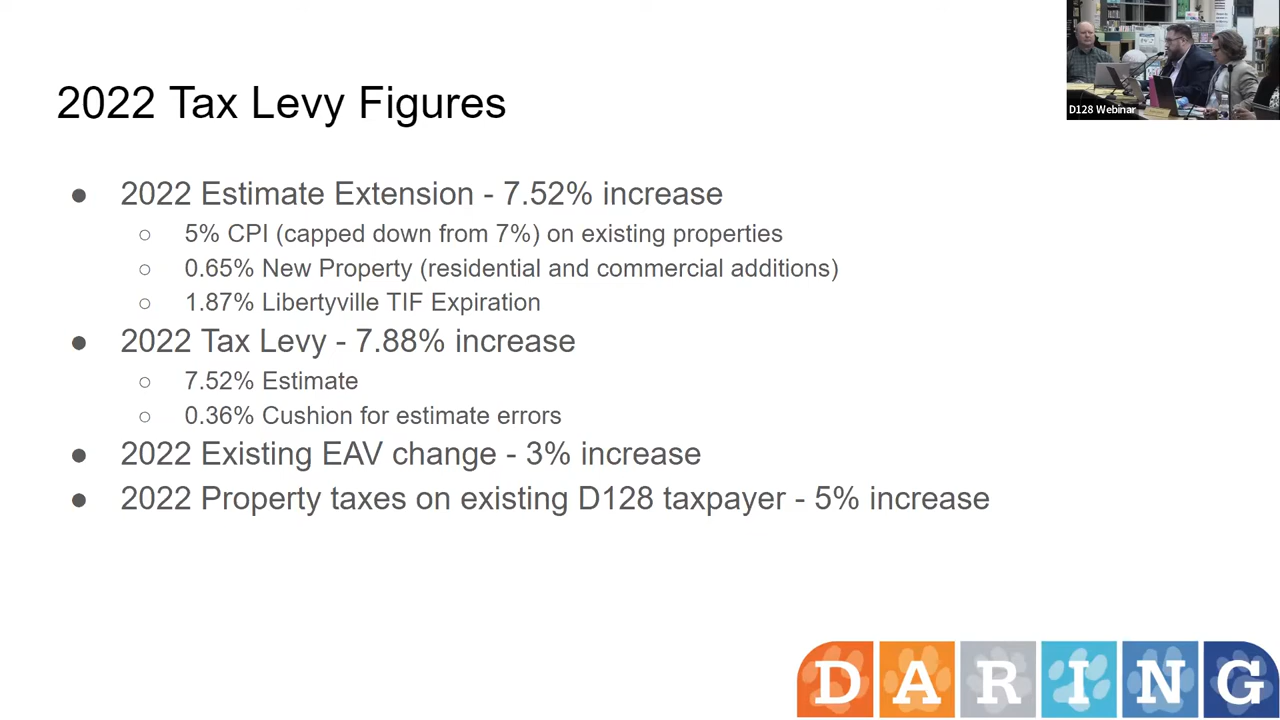 D128 Webinar
2022 Tax Levy Figures
● 2022 Estimate Extension - 7.52% increase
○ 5% CPI (capped down from 7%) on existing properties
○ 0.65% New Property (residential and commercial additions)
○ 1.87% Libertyville TIF Expiration
● 2022 Tax Levy - 7.88% increase
○ 7.52% Estimate
○ 0.36% Cushion for estimate errors
● 2022 Existing EAV change - 3% increase
● 2022 Property taxes on existing D128 taxpayer - 5% increase
DARING